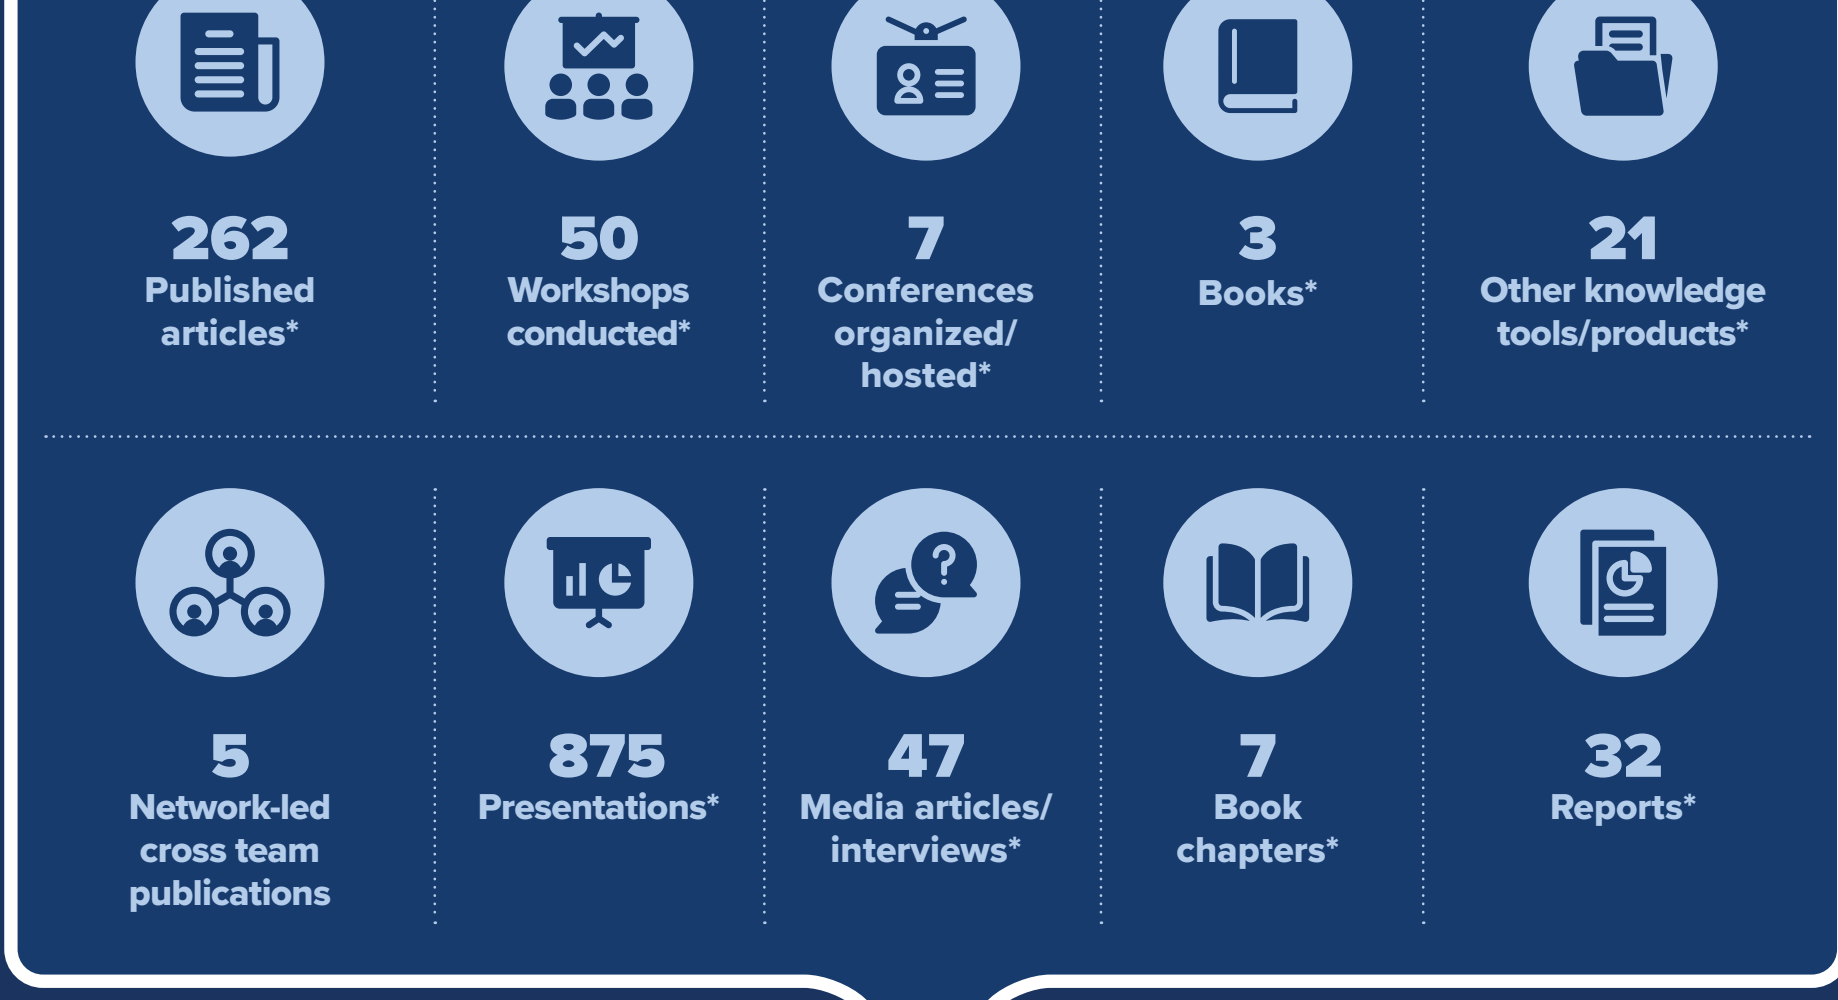 262
Published
articles*
50
Workshops
conducted*
7
Conferences
organized/
hosted*
3
Books*
21
Other knowledge
tools/products*
5
Network-led
cross team
publications
875
Presentations*
47
Media articles/
interviews*
7
Book
chapters*
32
Reports*